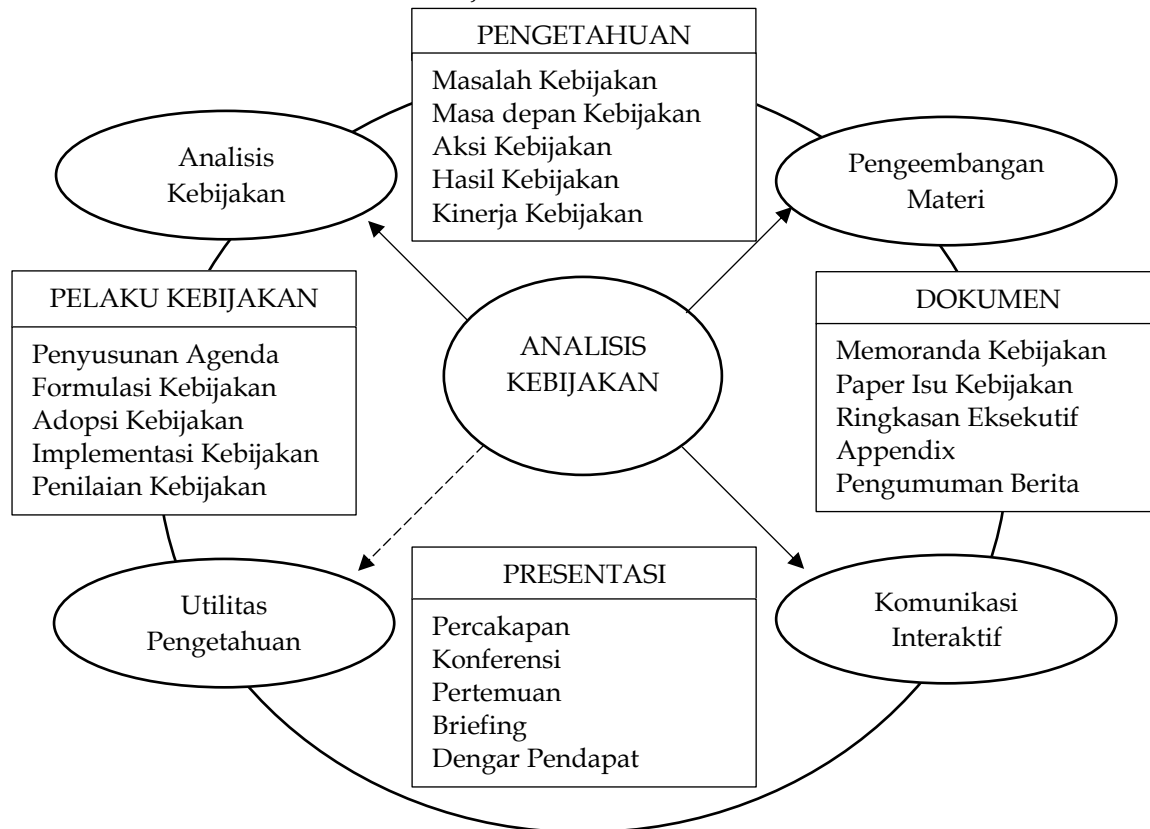 PENGETAHUAN
Masalah Kebijakan
Masa depan Kebijakan
Aksi Kebijakan
Hasil Kebijakan
Kinerja Kebijakan
Analisis
Kebijakan
Pengeembangan
Materi
PELAKU KEBIJAKAN
Penyusunan Agenda
Formulasi Kebijakan
Adopsi Kebijakan
Implementasi Kebijakan
Penilaian Kebijakan
ANALISIS
KEBIJAKAN
DOKUMEN
Memoranda Kebijakan
Paper Isu Kebijakan
Ringkasan Eksekutif
Appendix
Pengumuman Berita
Utilitas
Pengetahuan
PRESENTASI
Percakapan
Konferensi
Pertemuan
Briefing
Dengar Pendapat
Komunikasi
Interaktif